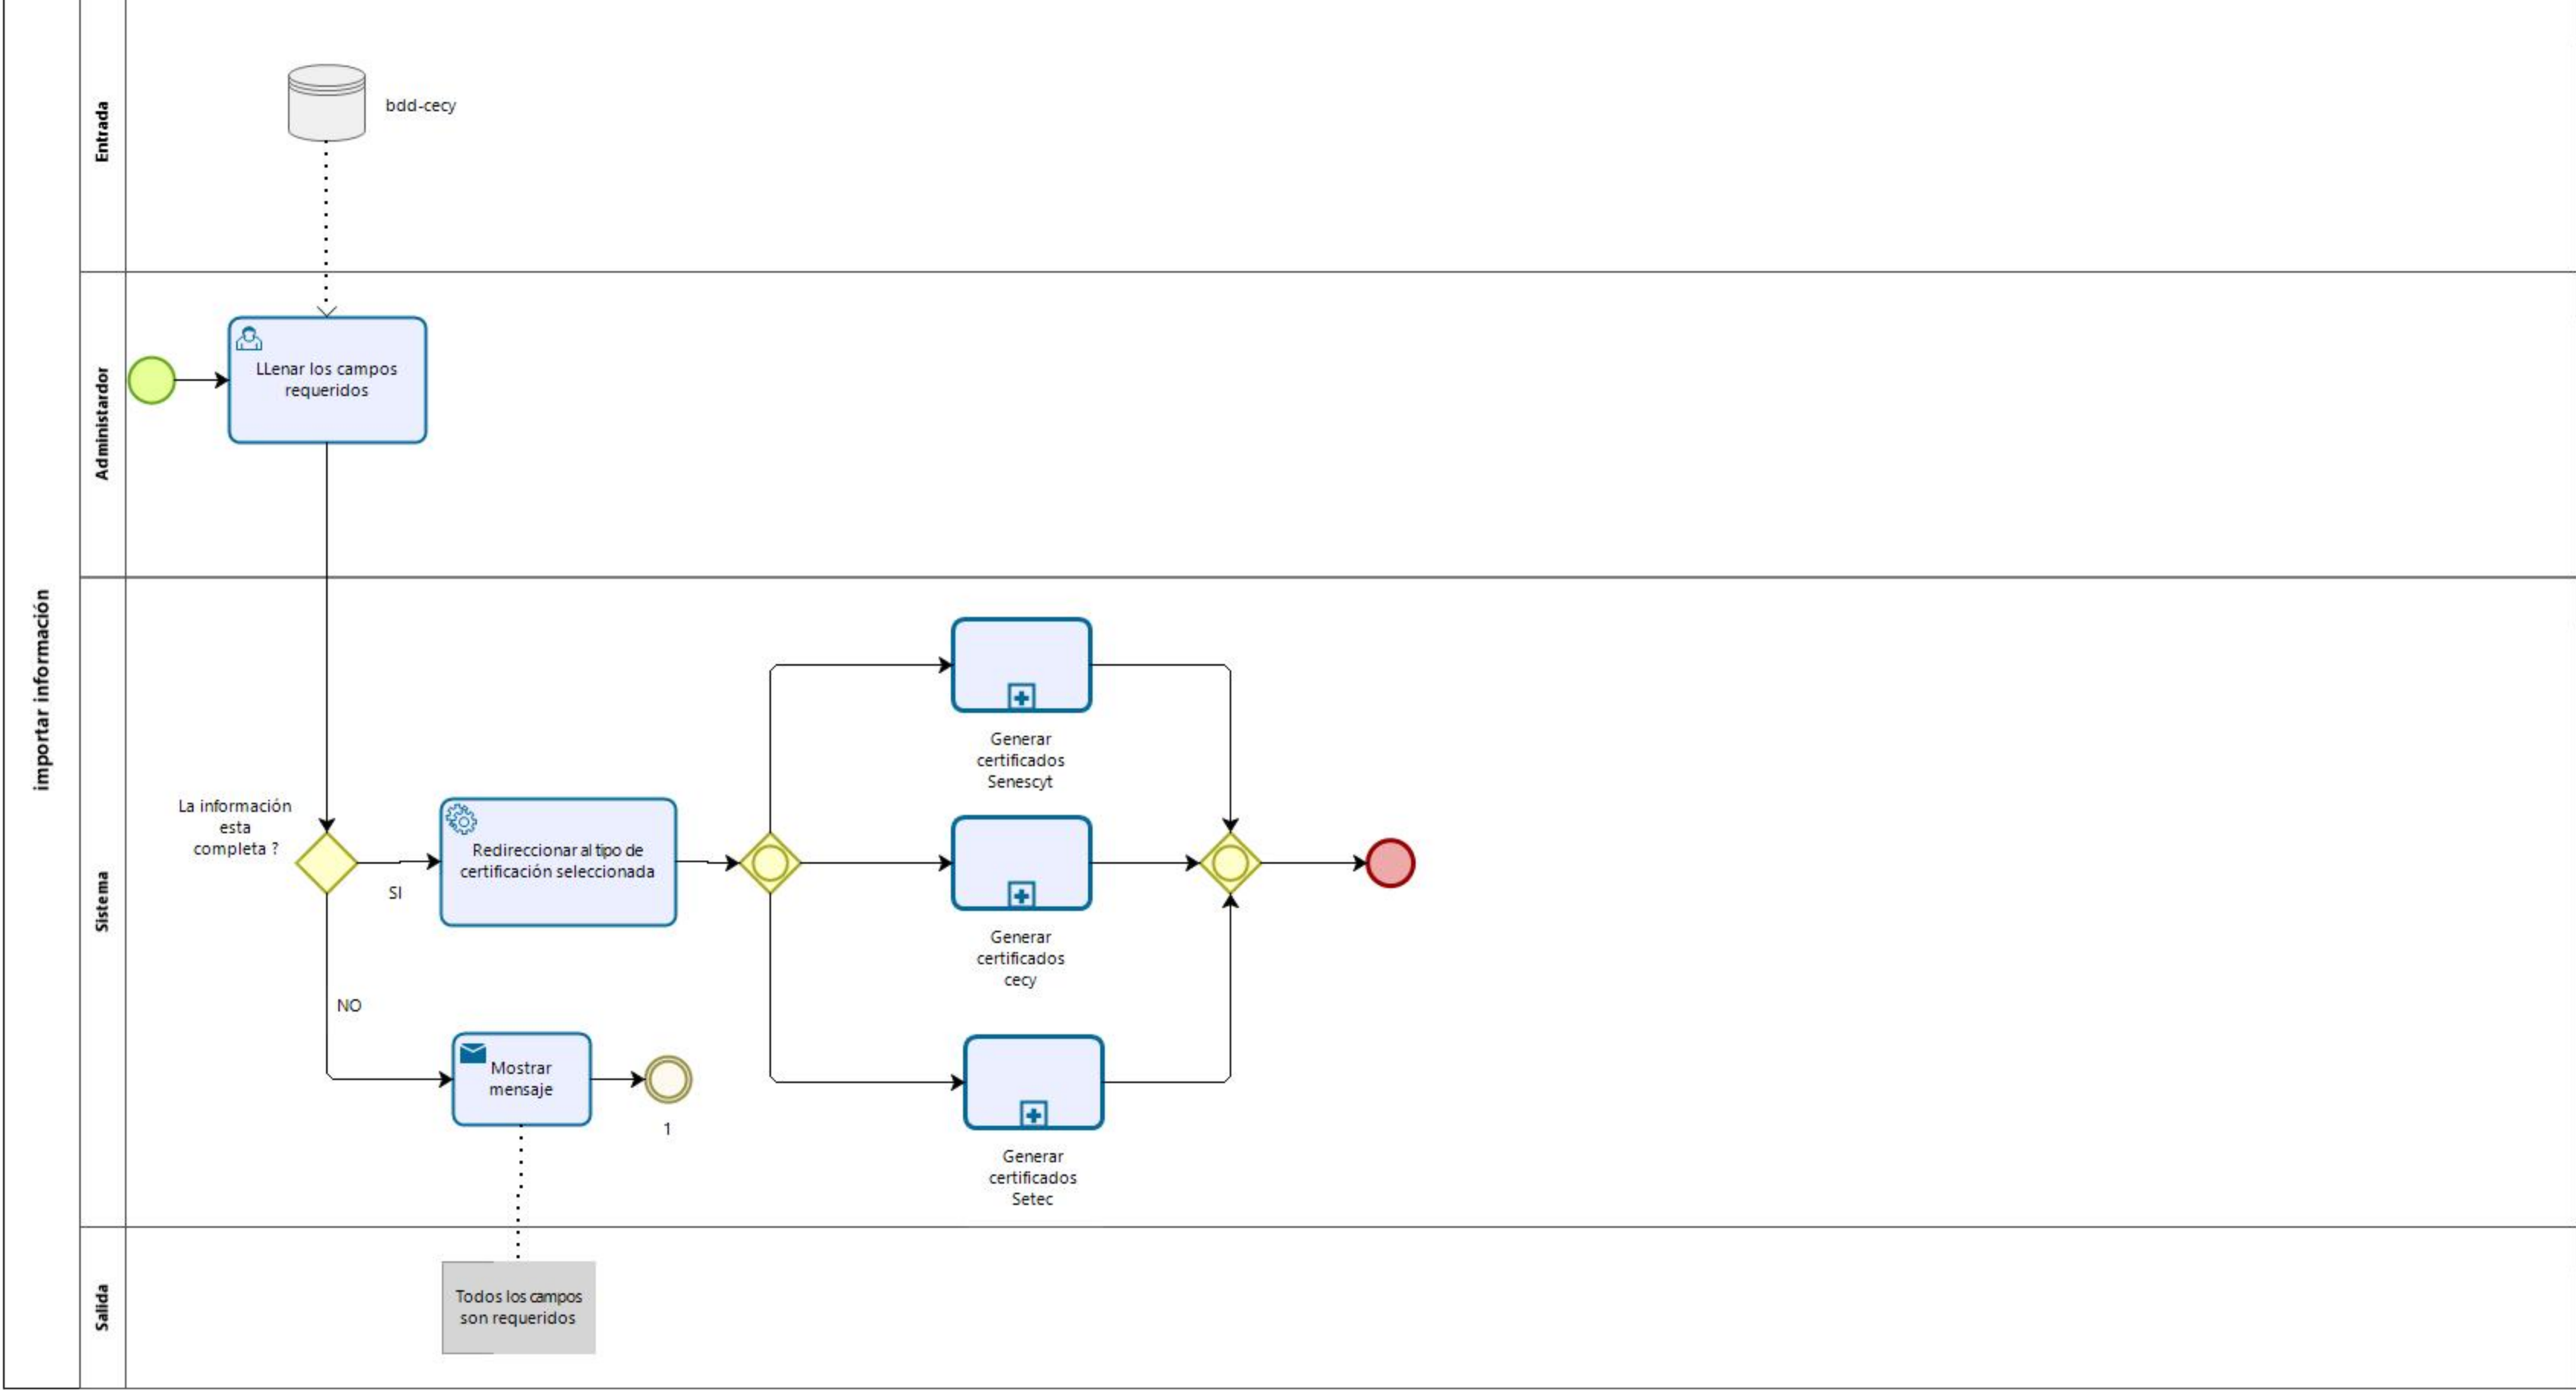 importar información
Entrada
bdd-cecy
Administardor
LLenar los campos
requeridos
Sistema
La información
esta
completa ?
SI
NO
Redireccionar al tipo de
certificación seleccionada
Generar
certificados
Senescyt
Generar
certificados
cecy
Generar
certificados
Setec
Mostrar
mensaje
1
Salida
Todos los campos
son requeridos